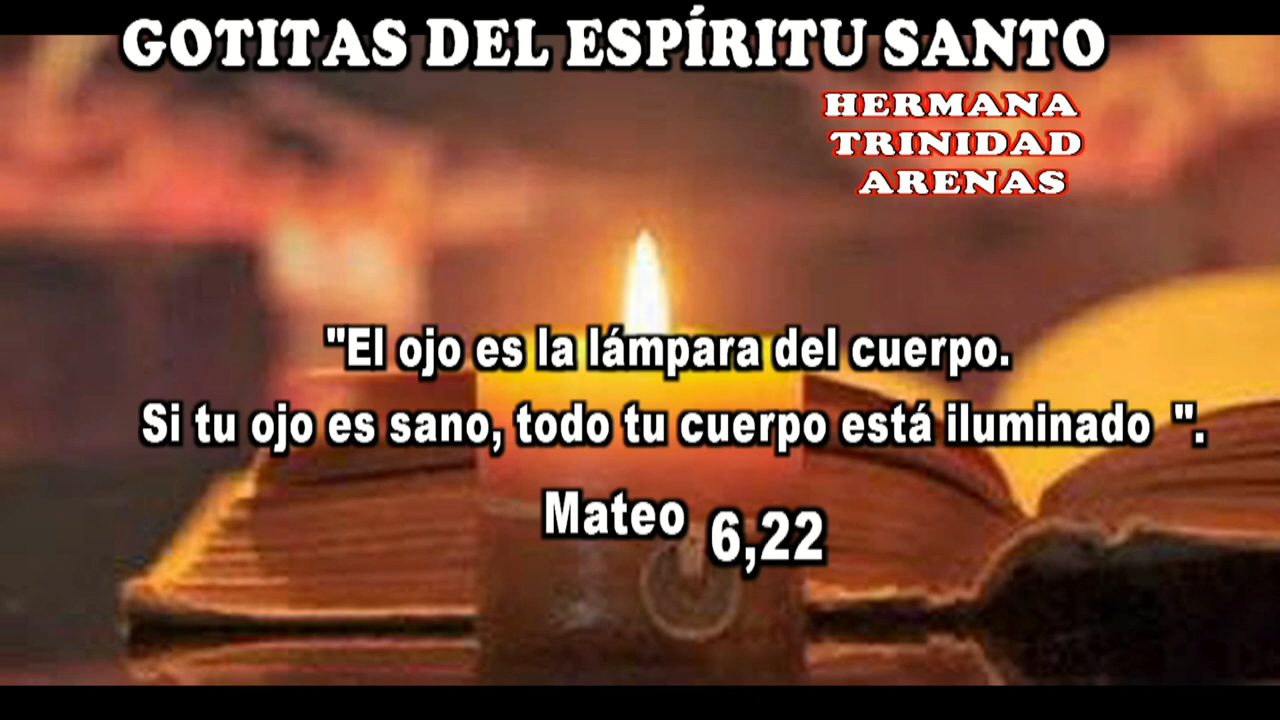 GOTITAS DEL ESPÍRITU SANTO
HERMANA
TRINIDAD
ARENAS
"El ojo es la lámpara del cuerpo.
Si tu ojo es sano, todo tu cuerpo está iluminado ".
Mateo 6,22